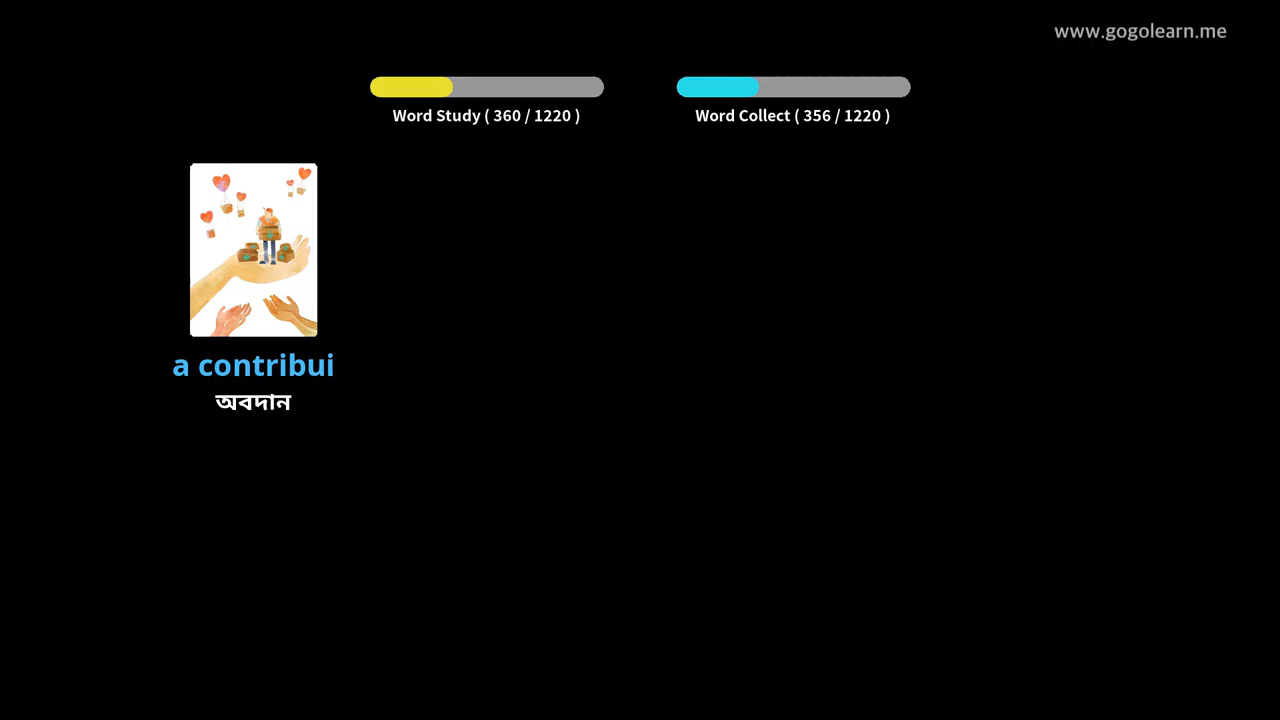 www.gogolearn.me
Word Study ( 360 / 1220 )
Word Collect ( 356 / 1220 )
a contribui
অবদান